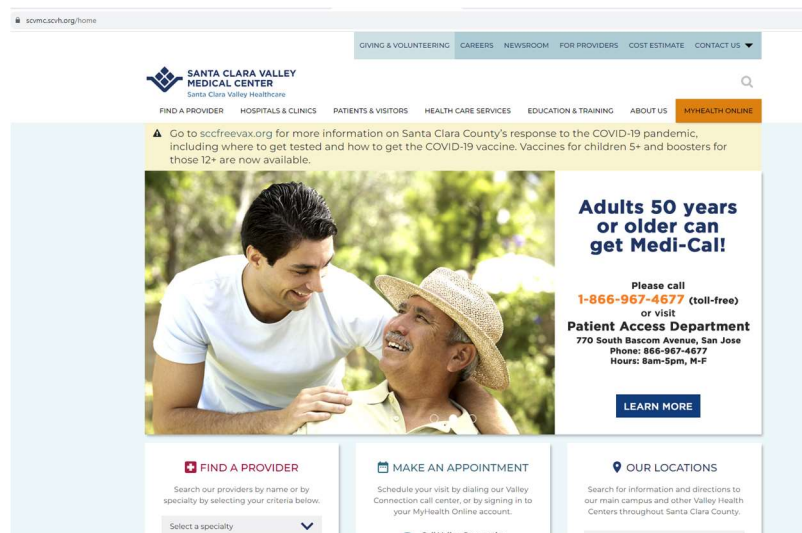 scvmc.scvh.org/home
GIVING & VOLUNTEERING CAREERS NEWSROOM FOR PROVIDERS COST ESTIMATE CONTACT US
SANTA CLARA VALLEY
MEDICAL CENTER
Santa Clara Valley Healthcare
FIND A PROVIDER HOSPITALS & CLINICS PATIENTS & VISITORS HEALTH CARE SERVICES EDUCATION & TRAINING ABOUT US MYHEALTH ONLINE
Go to sccfreevax.org for more information on Santa Clara County's response to the COVID-19 pandemic,
including where to get tested and how to get the COVID-19 vaccine. Vaccines for children 5+ and boosters for
those 12+ are now available.
Adults 50 years
or older can
get Medi-Cal!
Please call
1-866-967-4677 (toll-free)
or visit
Patient Access Department
770 South Bascom Avenue, San Jose
Phone: 866-967-4677
Hours: 8am-5pm, M-F
LEARN MORE
FIND A PROVIDER
Search our providers by name or by
specialty by selecting your criteria below.
Select a specialty
MAKE AN APPOINTMENT
Schedule your visit by dialing our Valley
Connection call center, or by signing in to
your MyHealth Online account.
OUR LOCATIONS
Search for information and directions to
our main campus and other Valley Health
Centers throughout Santa Clara County.